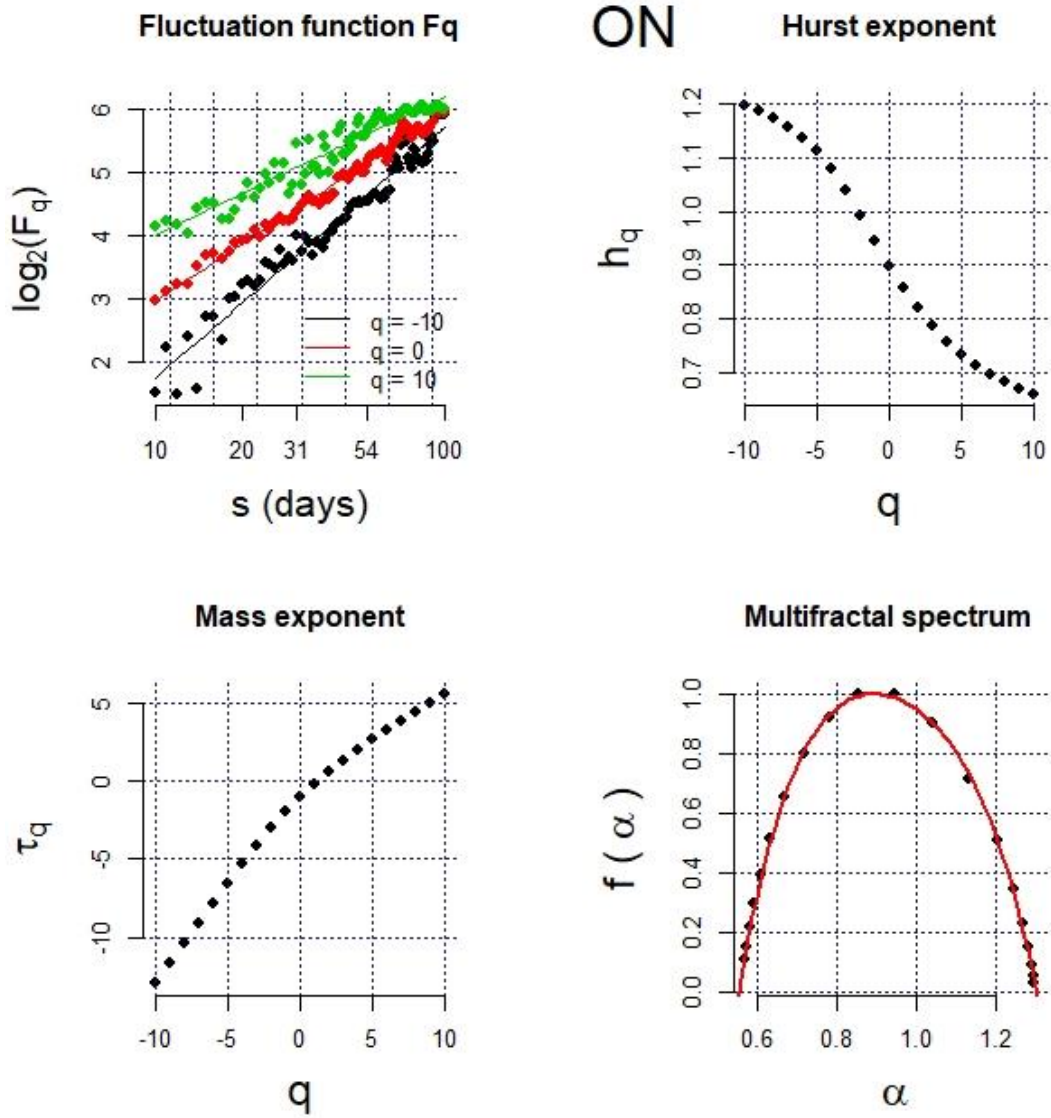 Fluctuation function Fq
ON
Hurst exponent
log₂(F_q)
6
5
4
3
2
q = -10
q = 0
q = 10
10 20 31 54 100
s (days)
h_q
1.2
1.1
1.0
0.9
0.8
0.7
-10 -5 0 5 10
q
Mass exponent
Multifractal spectrum
τ_q
5
0
-5
-10
-10 -5 0 5 10
q
f ( α )
1.0
0.8
0.6
0.4
0.2
0.0
0.6 0.8 1.0 1.2
α